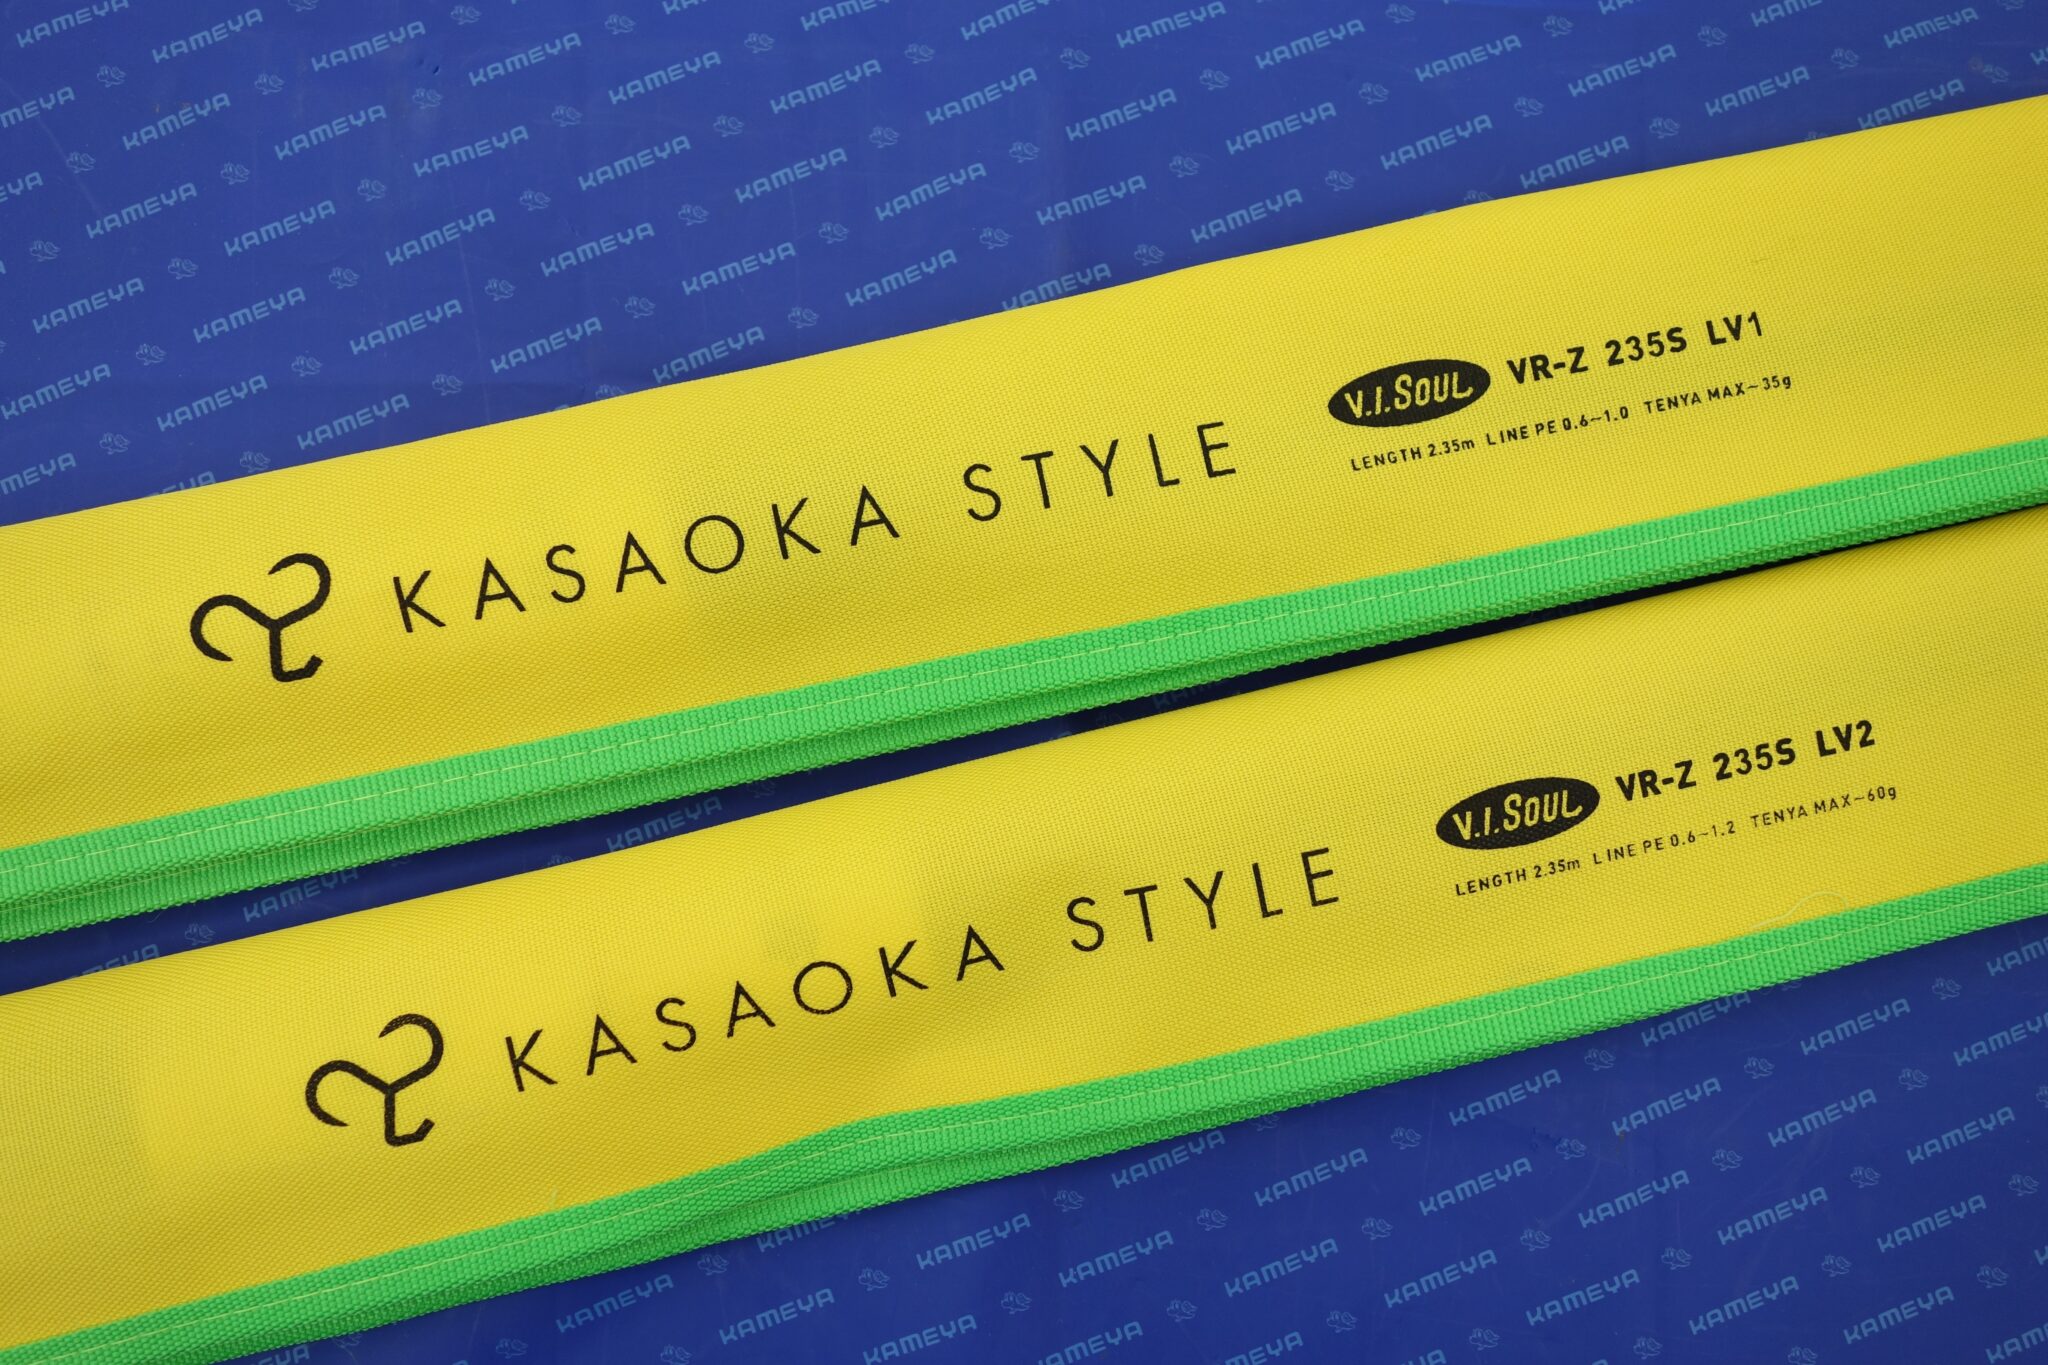 KAMEYA
KASAOKA STYLE
V.I.SOUL VR-Z 235S LV1
LENGTH 2.35m LINE PE 0.6~1.0 TENYA MAX~35g
KASAOKA STYLE
V.I.SOUL VR-Z 235S LV2
LENGTH 2.35m LINE PE 0.6~1.2 TENYA MAX~60g
KAMEYA